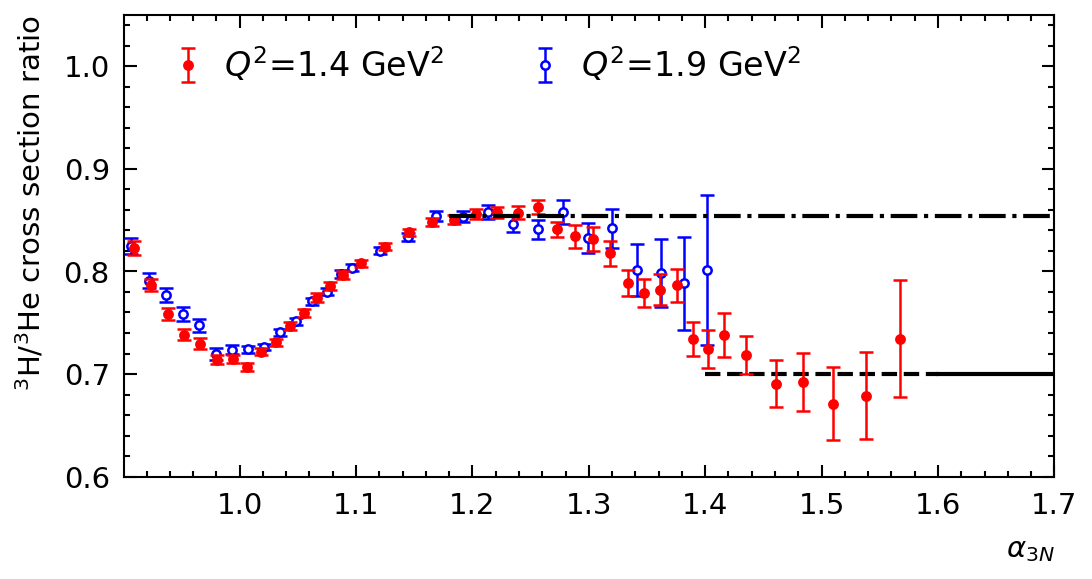 ³H/³He cross section ratio
Q²=1.4 GeV²
Q²=1.9 GeV²
1.0
0.9
0.8
0.7
0.6
1.0 1.1 1.2 1.3 1.4 1.5 1.6 1.7
α₃N